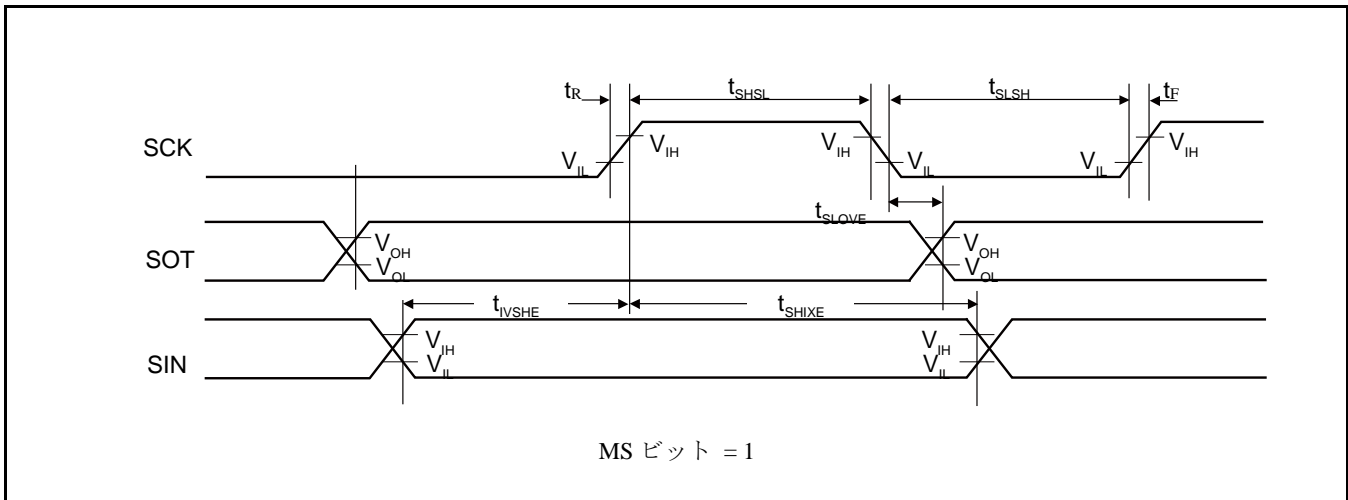 tR tSHSL tSLSH tF
SCK VIL VIH VIH VIL VIL VIH
tSLOVE
SOT VOH VOL VOH VOL
tIVSHE tSHIXE
SIN VIH VIL VIH VIL
MS ビット = 1